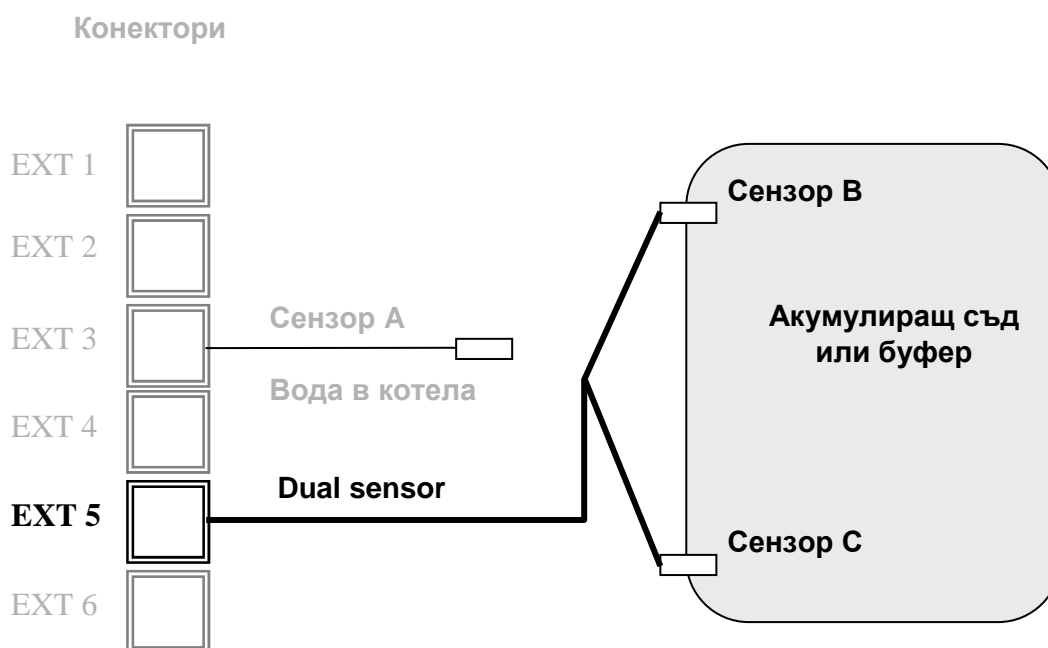 Конектори
EXT 1
EXT 2
EXT 3
EXT 4
EXT 5
EXT 6
Сензор A
Вода в котела
Dual sensor
Сензор B
Акумулиращ съд
или буфер
Сензор C